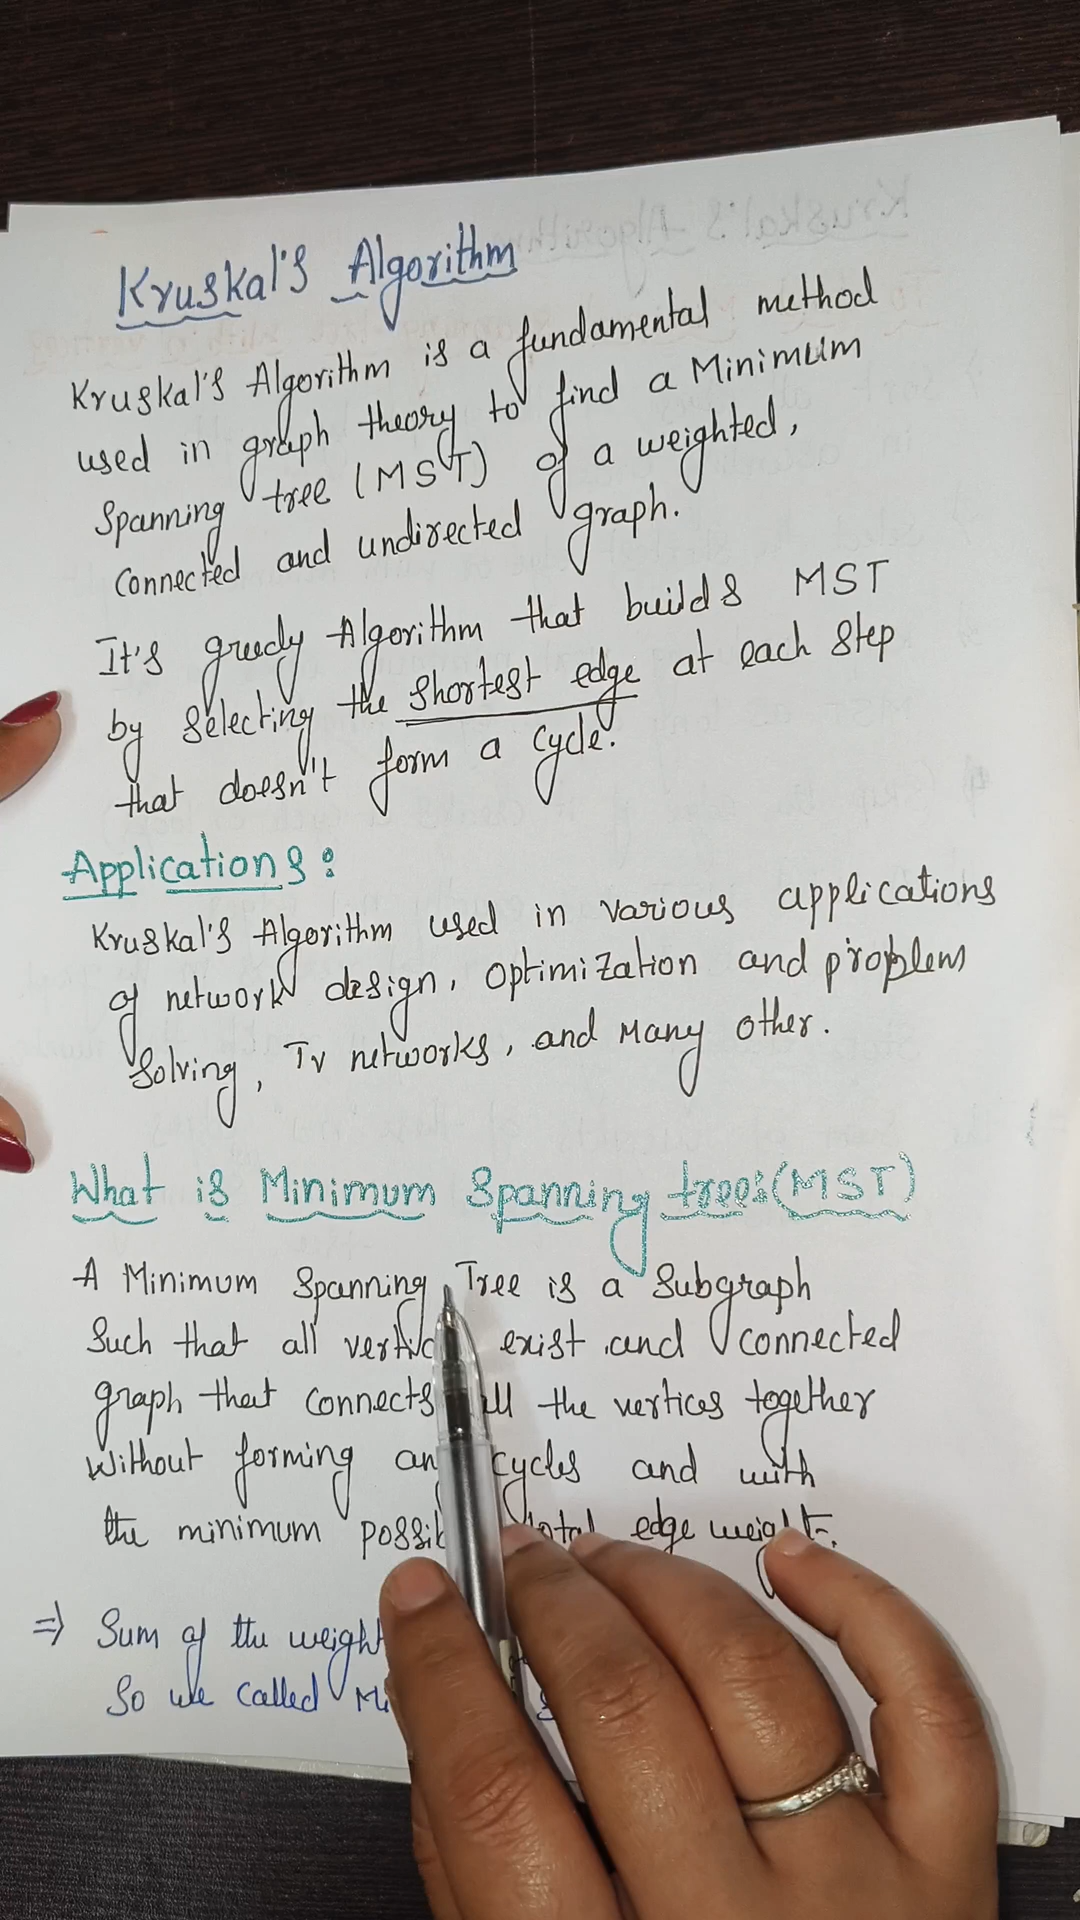 Kruskal's Algorithm
Kruskal's Algorithm is a fundamental method
used in graph theory to find a Minimum
Spanning tree (MST) of a weighted,
connected and undirected graph.
It's greedy Algorithm that builds MST
by selecting the shortest edge at each step
that doesn't form a cycle.
Applications:
Kruskal's Algorithm used in various applications
of network design, optimization and problem
Solving, Tv networks, and Many other.
What is Minimum Spanning tree:(MST)
A Minimum Spanning Tree is a Subgraph
Such that all exist and connected
graph that connects all the vertices together
without forming cycles and with
the minimum total edge weight.
⇒ Sum of the weight
So we called